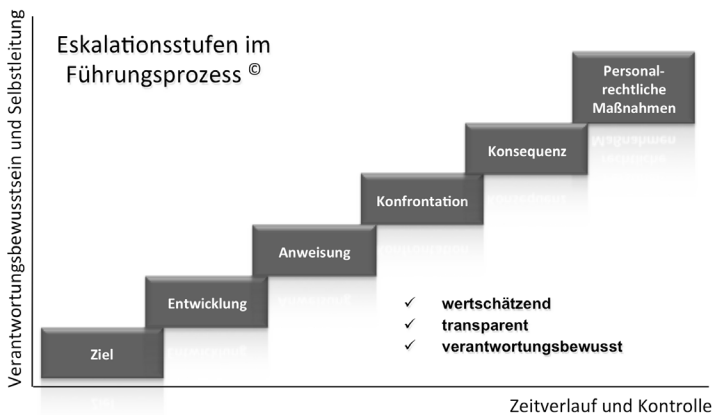 Eskalationsstufen im
Führungsprozess ©
Verantwortungsbewusstsein und Selbstleitung
Personal-
rechtliche
Maßnahmen
Konsequenz
Konfrontation
Anweisung
Entwicklung
Ziel
✓ wertschätzend
✓ transparent
✓ verantwortungsbewusst
Zeitverlauf und Kontrolle